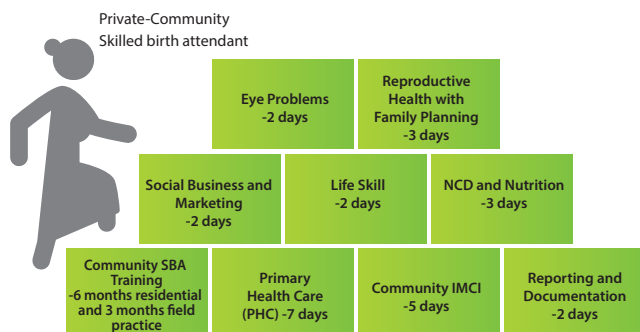 Private-Community
Skilled birth attendant
Eye Problems
-2 days
Reproductive
Health with
Family Planning
-3 days
Social Business and
Marketing
-2 days
Life Skill
-2 days
NCD and Nutrition
-3 days
Community SBA
Training
-6 months residential
and 3 months field
practice
Primary
Health Care
(PHC) -7 days
Community IMCI
-5 days
Reporting and
Documentation
-2 days